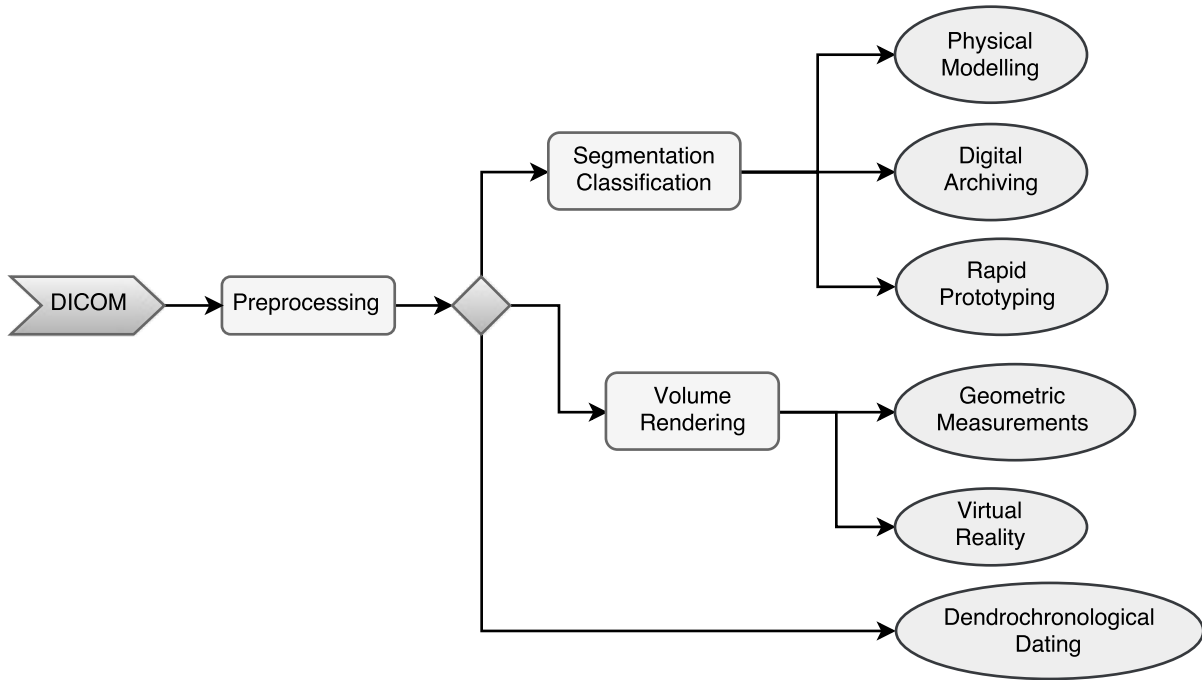 Physical
Modelling
Segmentation
Classification
Digital
Archiving
Rapid
Prototyping
DICOM
Preprocessing
Volume
Rendering
Geometric
Measurements
Virtual
Reality
Dendrochronological
Dating